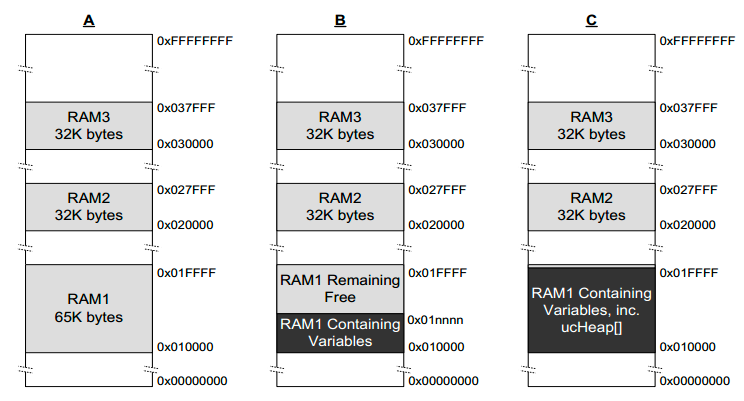 A
0xFFFFFFFF
RAM3
32K bytes
0x037FFF
0x030000
RAM2
32K bytes
0x027FFF
0x020000
RAM1
65K bytes
0x01FFFF
0x010000
0x00000000
B
0xFFFFFFFF
RAM3
32K bytes
0x037FFF
0x030000
RAM2
32K bytes
0x027FFF
0x020000
RAM1 Remaining
Free
0x01FFFF
0x01nnnn
RAM1 Containing
Variables
0x010000
0x00000000
C
0xFFFFFFFF
RAM3
32K bytes
0x037FFF
0x030000
RAM2
32K bytes
0x027FFF
0x020000
0x01FFFF
RAM1 Containing
Variables, inc.
ucHeap[]
0x010000
0x00000000